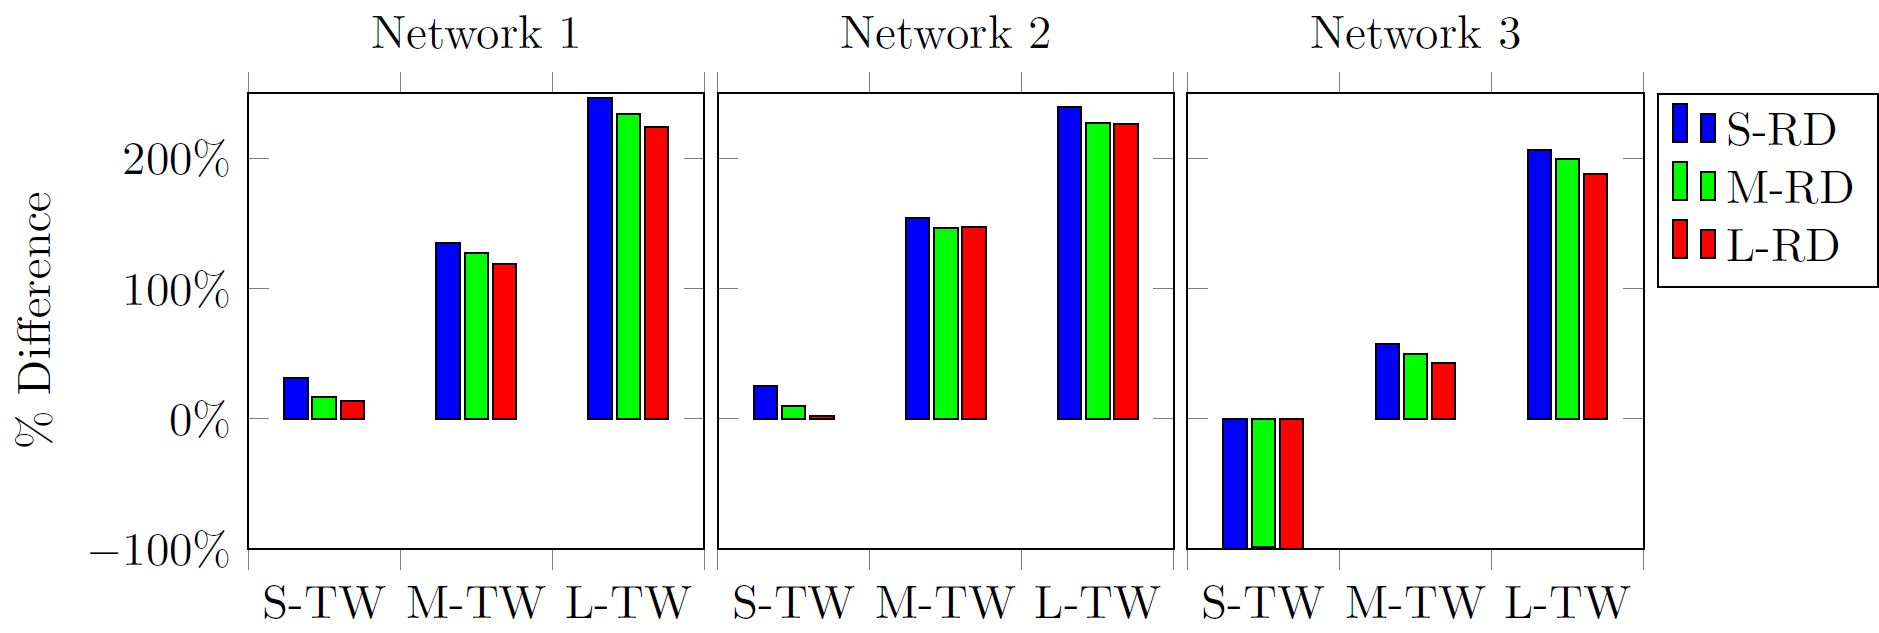 Network 1
Network 2
Network 3
200%
100%
0%
−100%
% Difference
S-TW M-TW L-TW
S-TW M-TW L-TW
S-TW M-TW L-TW
S-RD
M-RD
L-RD